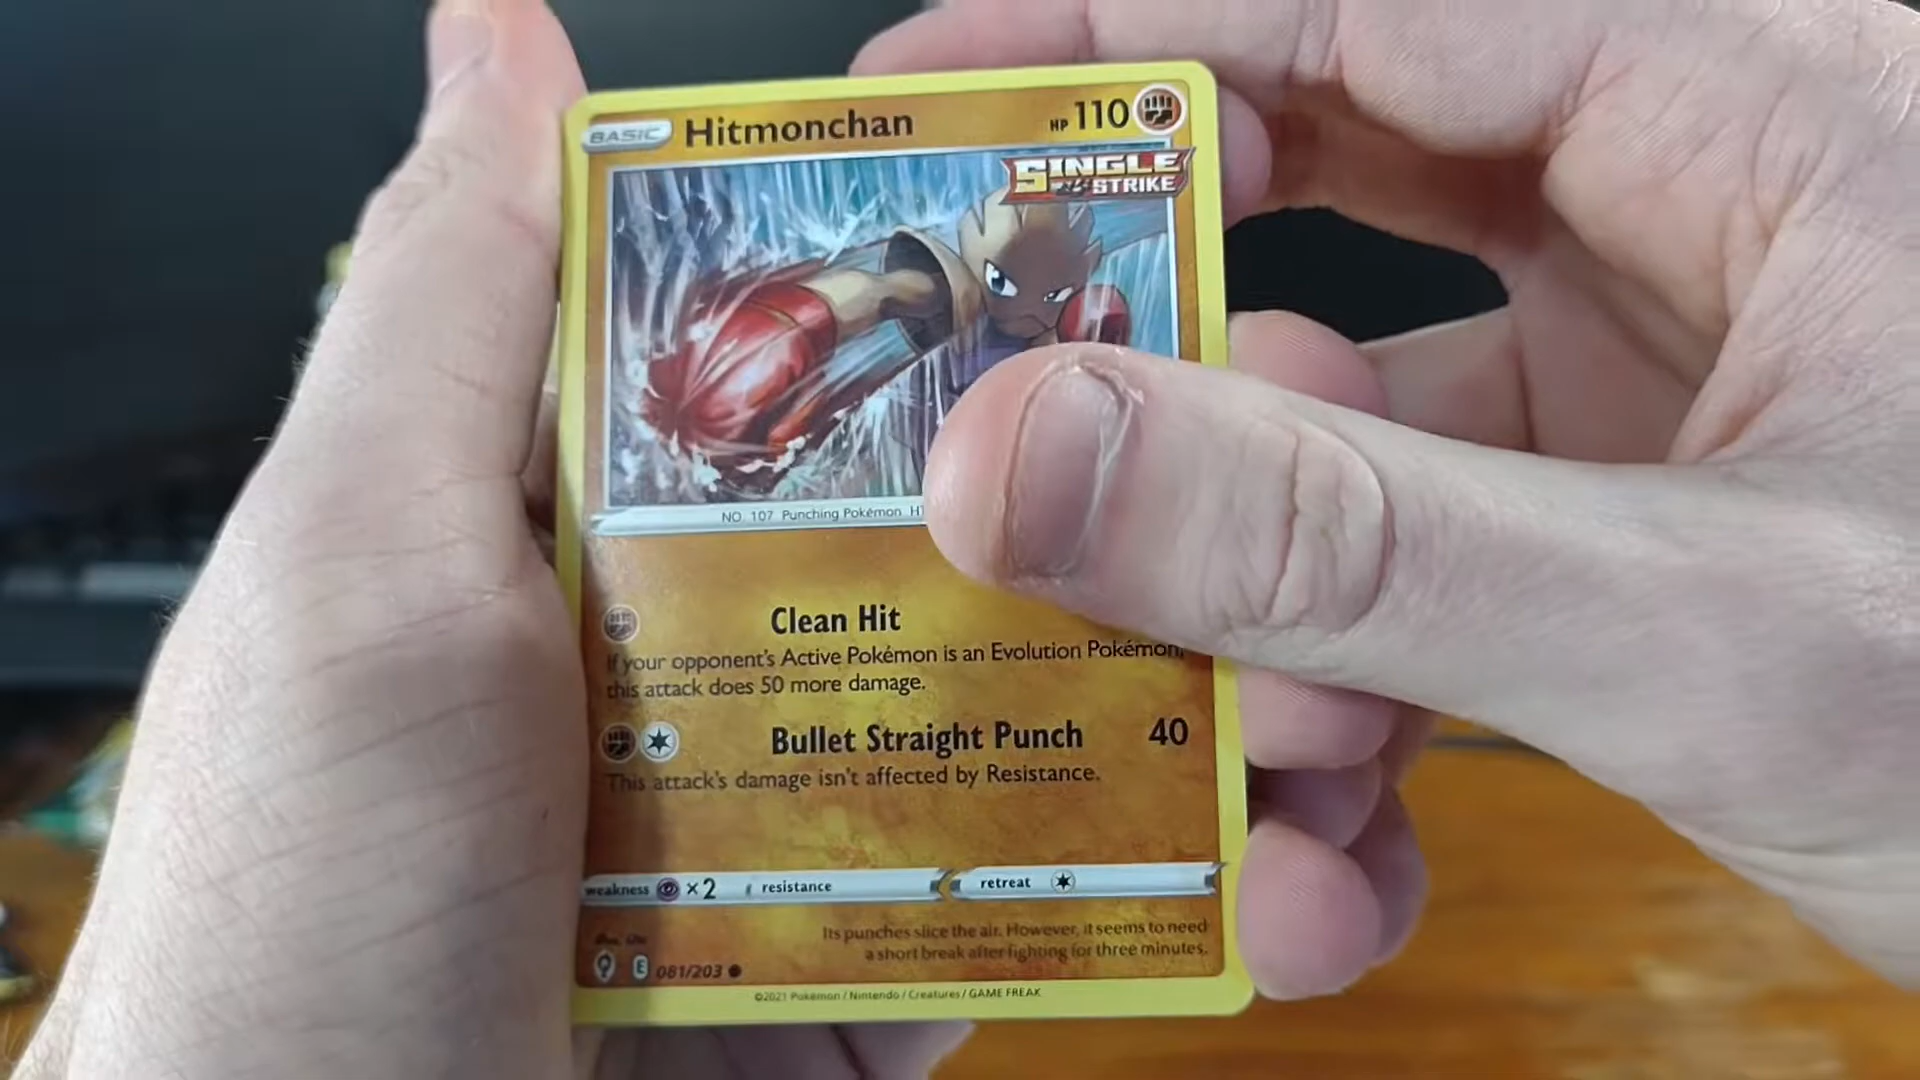 BASIC Hitmonchan HP 110
SINGLE
STRIKE
NO. 107 Punching Pokémon
Clean Hit
If your opponent's Active Pokémon is an Evolution Pokémon,
this attack does 50 more damage.
Bullet Straight Punch 40
This attack's damage isn't affected by Resistance.
weakness ×2 resistance retreat
Its punches slice the air. However, it seems to need
a short break after fighting for three minutes.
E 081/203
©2021 Pokémon / Nintendo / Creatures / GAME FREAK